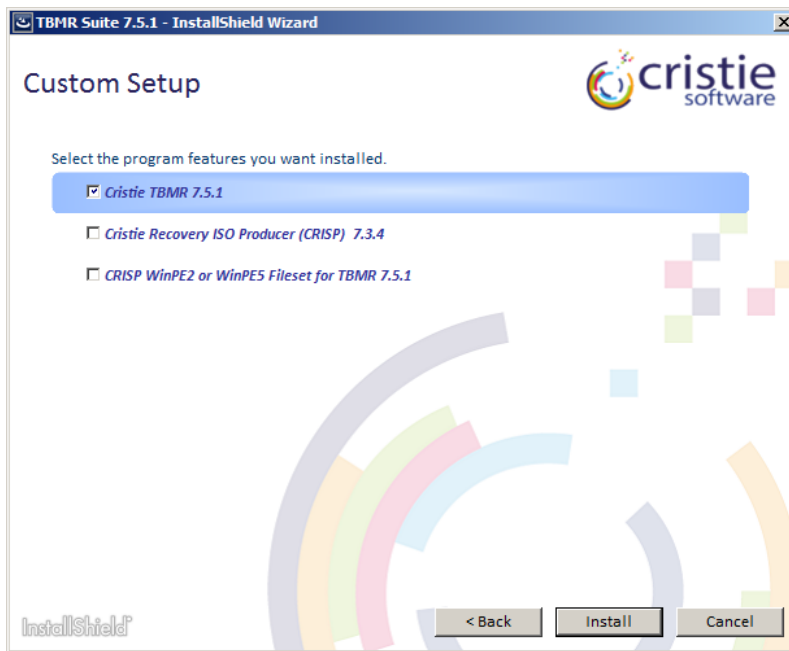 TBMR Suite 7.5.1 - InstallShield Wizard
Custom Setup
cristie
software
Select the program features you want installed.
Cristie TBMR 7.5.1
Cristie Recovery ISO Producer (CRISP)  7.3.4
CRISP WinPE2 or WinPE5 Fileset for TBMR 7.5.1
InstallShield
< Back
Install
Cancel